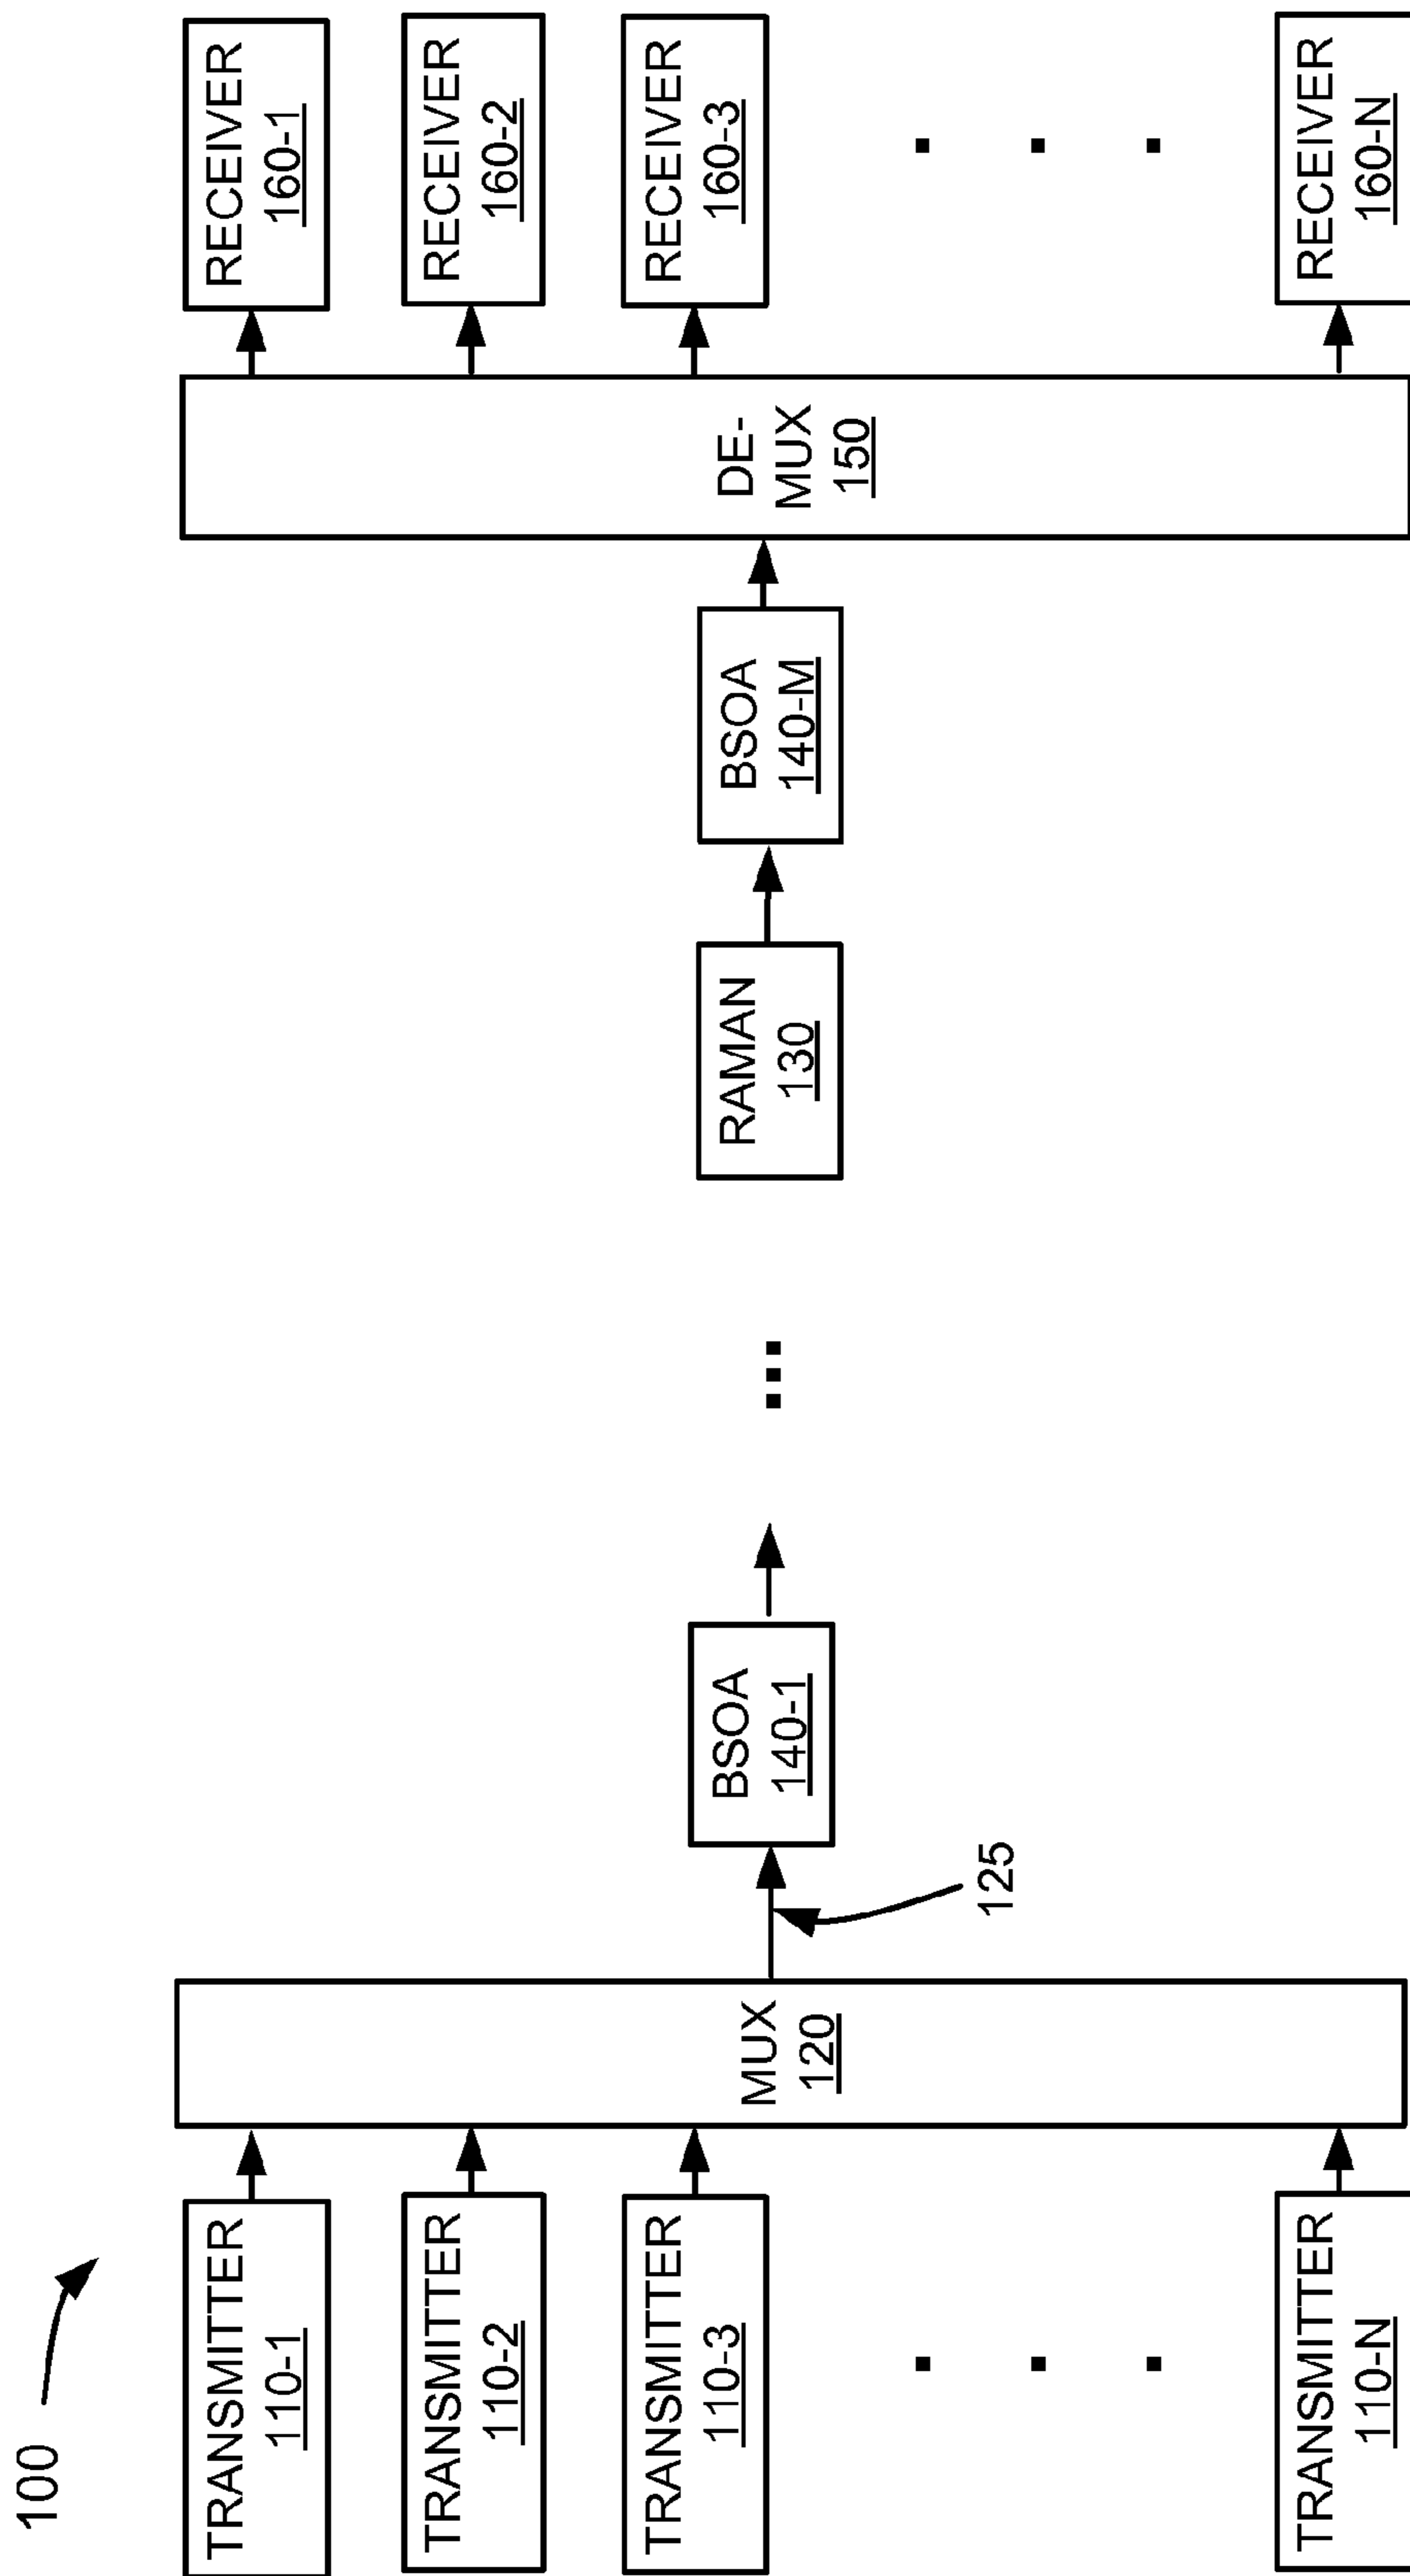 100
TRANSMITTER
110-1
TRANSMITTER
110-2
TRANSMITTER
110-3
TRANSMITTER
110-N
MUX
120
125
BSOA
140-1
RAMAN
130
BSOA
140-M
DE-
MUX
150
RECEIVER
160-1
RECEIVER
160-2
RECEIVER
160-3
RECEIVER
160-N